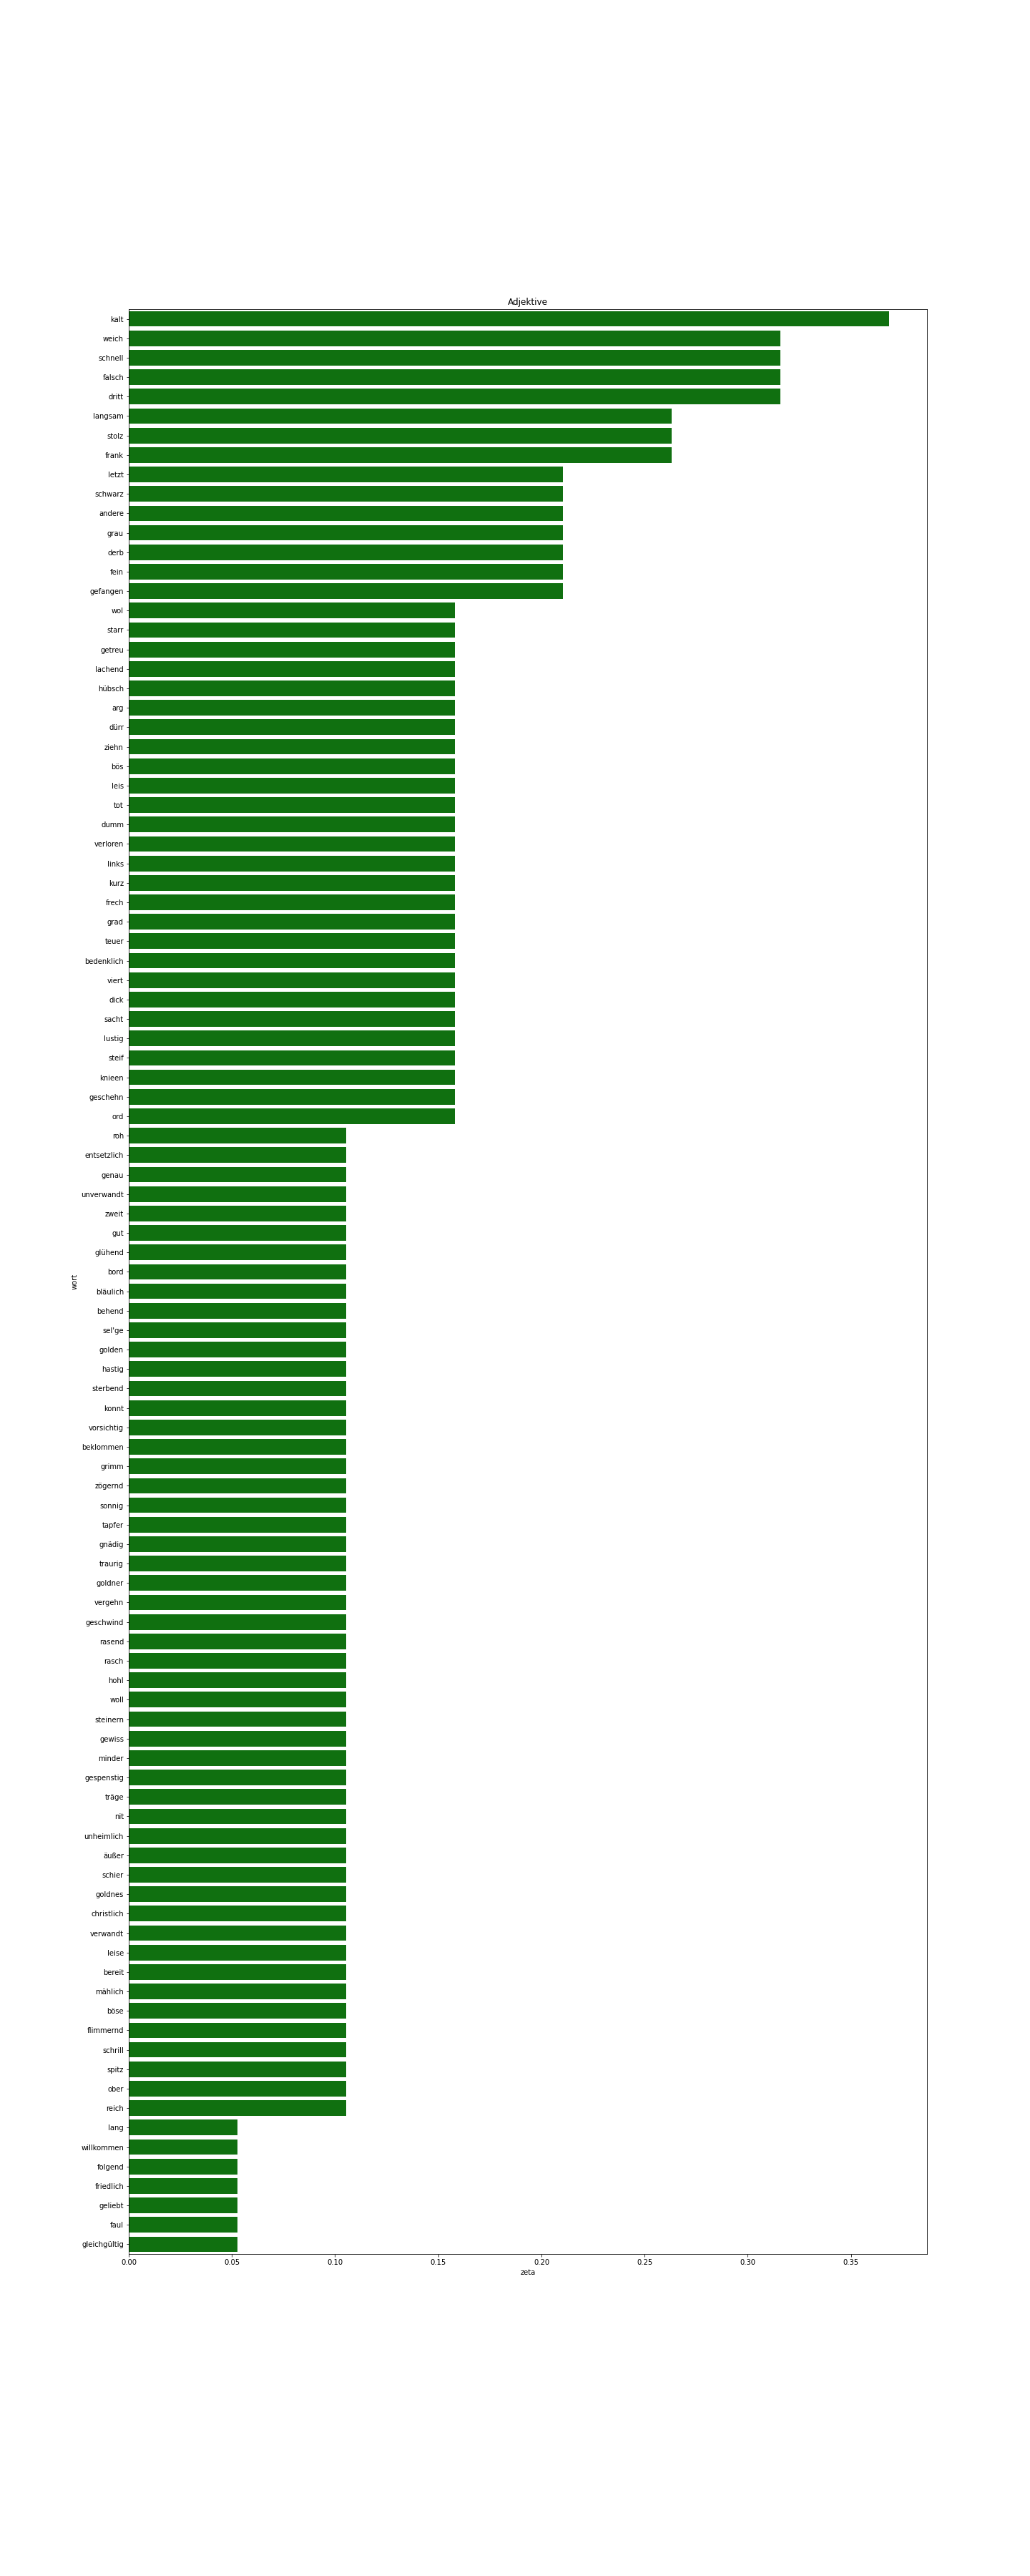 Adjektive
kalt
weich
schnell
falsch
dritt
langsam
stolz
frank
letzt
schwarz
andere
grau
derb
fein
gefangen
wol
starr
getreu
lachend
hübsch
arg
dürr
ziehn
bös
leis
tot
dumm
verloren
links
kurz
frech
grad
teuer
bedenklich
viert
dick
sacht
lustig
steif
knieen
geschehn
ord
roh
entsetzlich
genau
unverwandt
zweit
gut
glühend
bord
bläulich
behend
sel'ge
golden
hastig
sterbend
konnt
vorsichtig
beklommen
grimm
zögernd
sonnig
tapfer
gnädig
traurig
goldner
vergehn
geschwind
rasend
rasch
hohl
woll
steinern
gewiss
minder
gespenstig
träge
nit
unheimlich
äußer
schier
goldnes
christlich
verwandt
leise
bereit
mählich
böse
flimmernd
schrill
spitz
ober
reich
lang
willkommen
folgend
friedlich
geliebt
faul
gleichgültig
wort
0.00 0.05 0.10 0.15 0.20 0.25 0.30 0.35
zeta